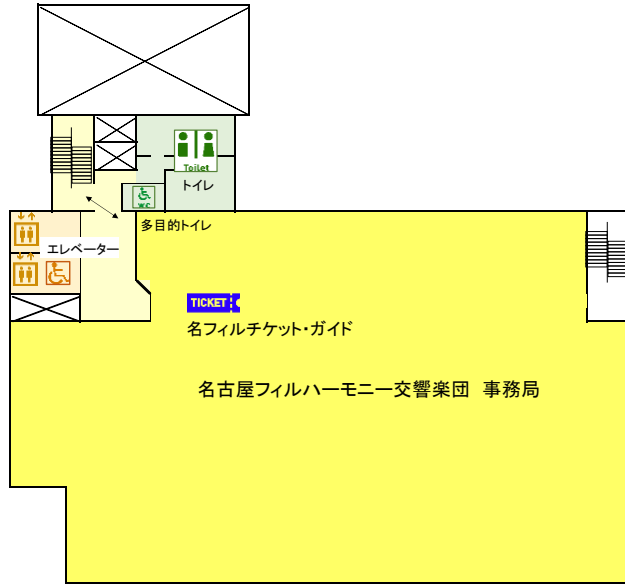 Toilet
トイレ
WC
多目的トイレ
エレベーター
TICKET
名フィルチケット・ガイド
名古屋フィルハーモニー交響楽団 事務局